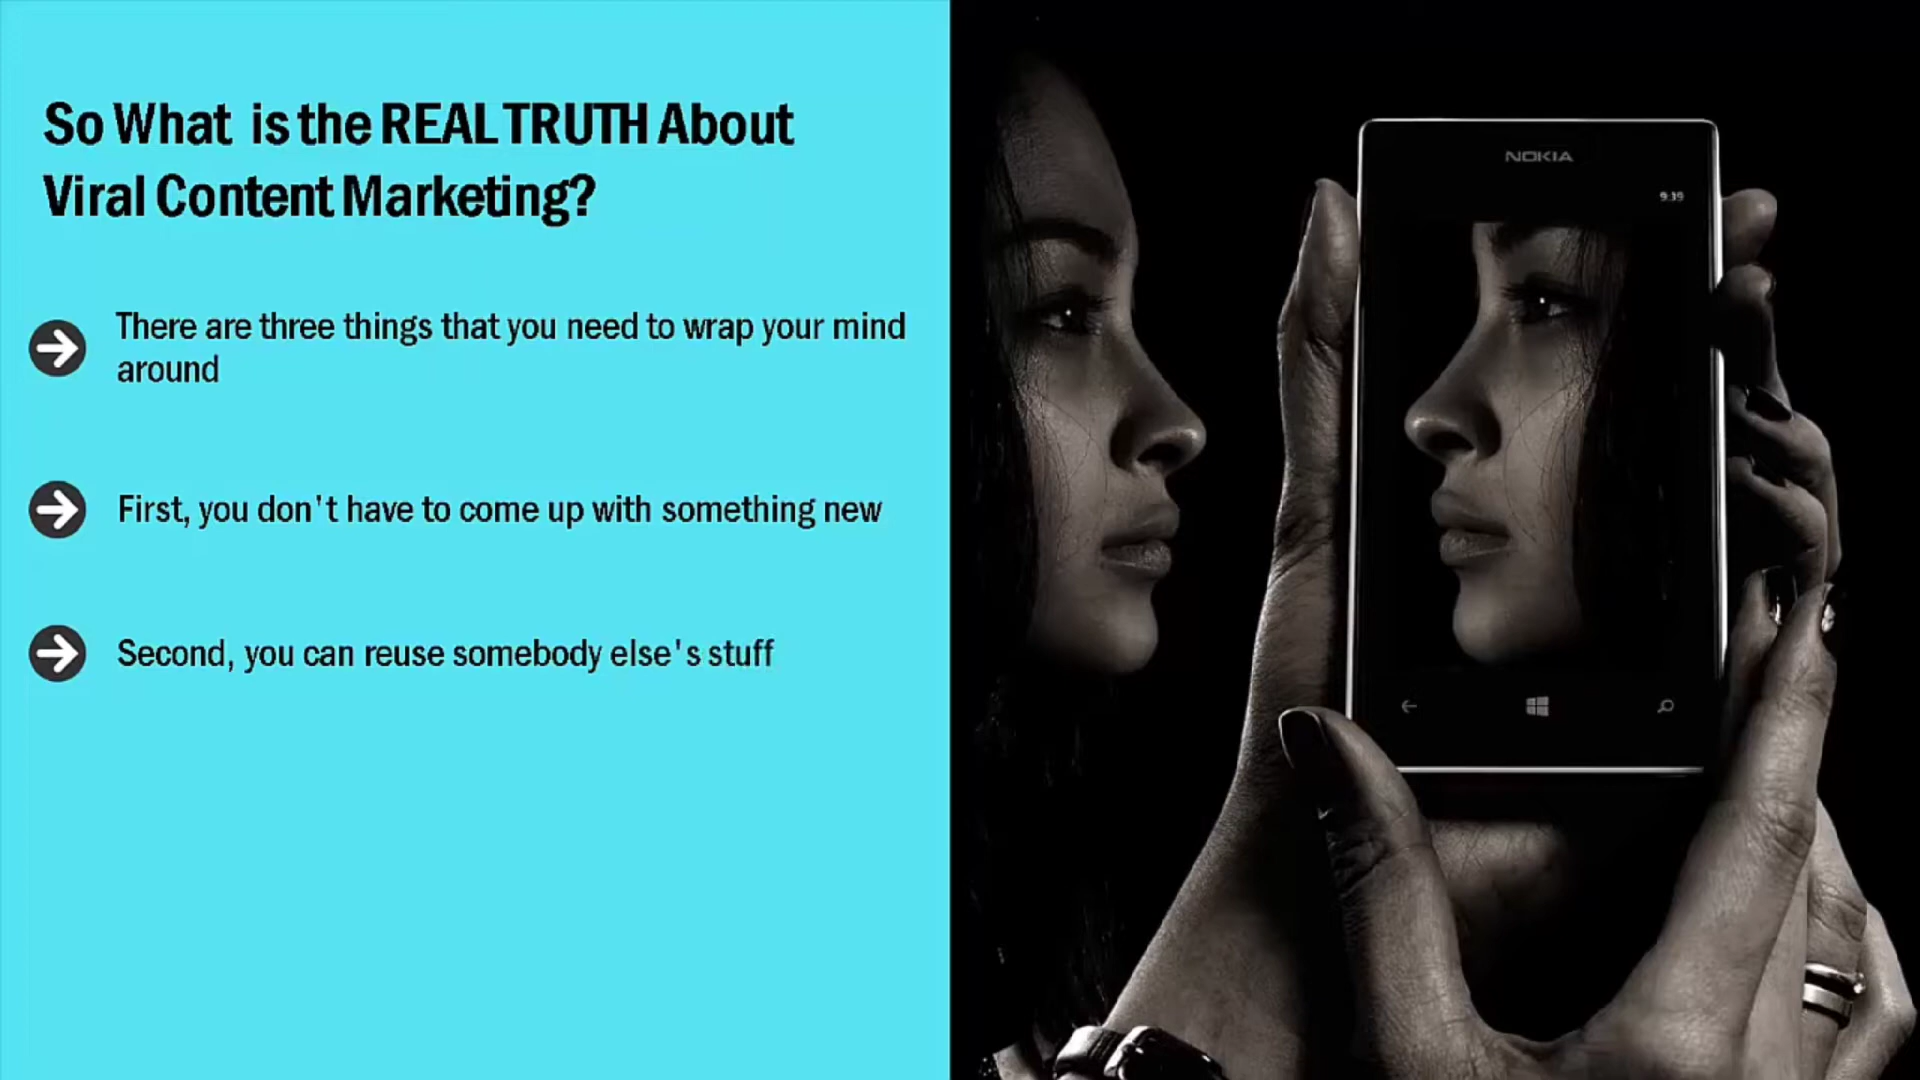 So What is the REAL TRUTH About
Viral Content Marketing?
There are three things that you need to wrap your mind
around
First, you don't have to come up with something new
Second, you can reuse somebody else's stuff
NOKIA
9:39